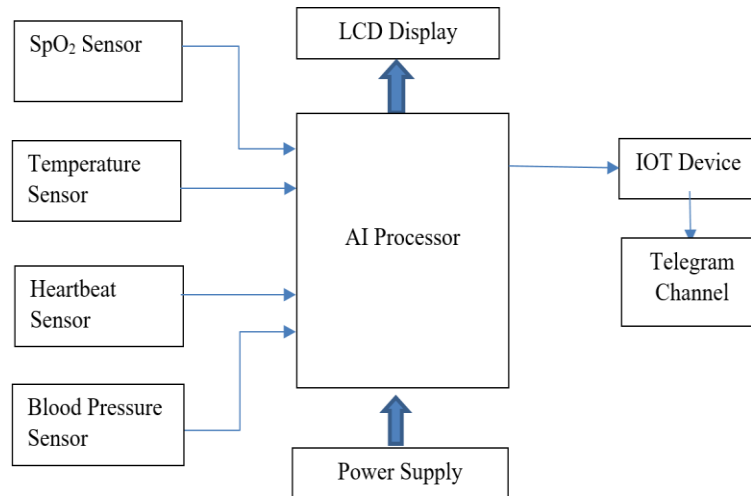 SpO₂ Sensor
LCD Display
Temperature
Sensor
AI Processor
IOT Device
Telegram
Channel
Heartbeat
Sensor
Blood Pressure
Sensor
Power Supply